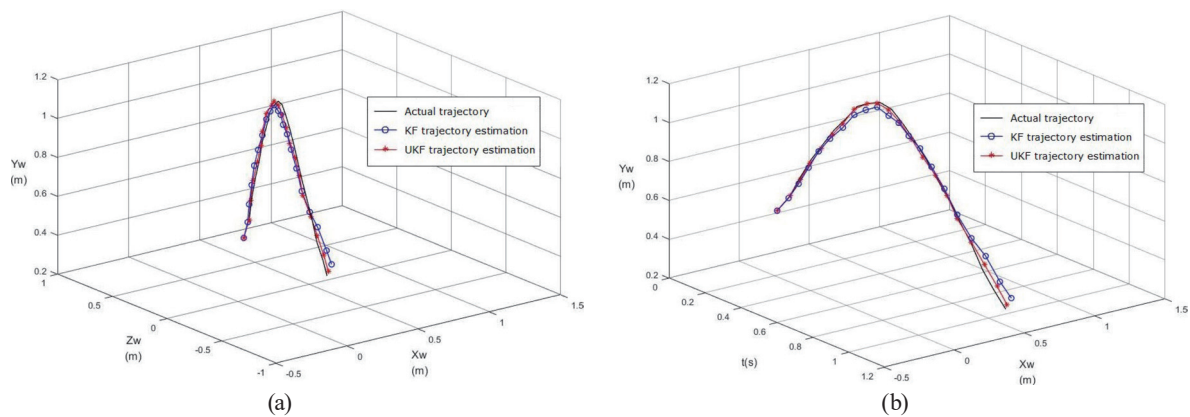 1.2
1
0.8
0.6
0.4
0.2
Yw
(m)
1
0.5
0
-0.5
-1
Zw
(m)
-0.5
0
0.5
1
1.5
Xw
(m)
Actual trajectory
KF trajectory estimation
UKF trajectory estimation
(a)
1.2
1
0.8
0.6
0.4
0.2
Yw
(m)
0
0.2
0.4
0.6
0.8
1
1.2
t(s)
-0.5
0
0.5
1
1.5
Xw
(m)
Actual trajectory
KF trajectory estimation
UKF trajectory estimation
(b)